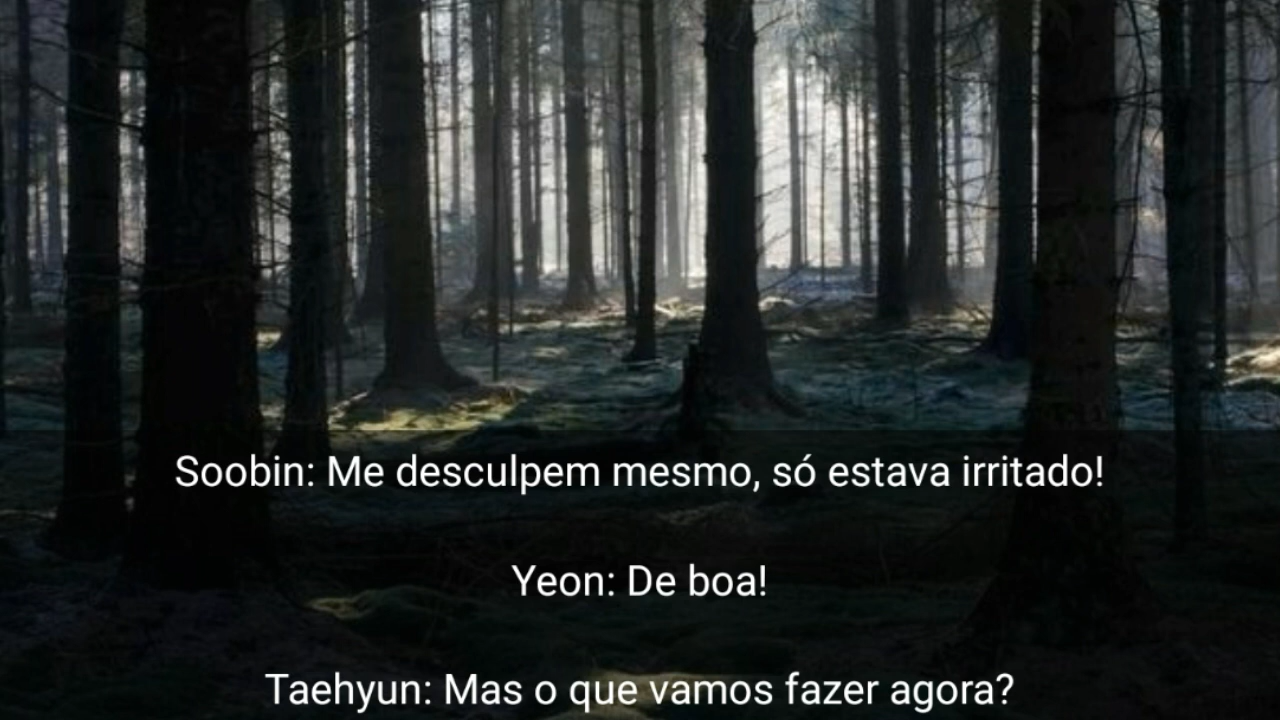 Soobin: Me desculpem mesmo, só estava irritado!
Yeon: De boa!
Taehyun: Mas o que vamos fazer agora?